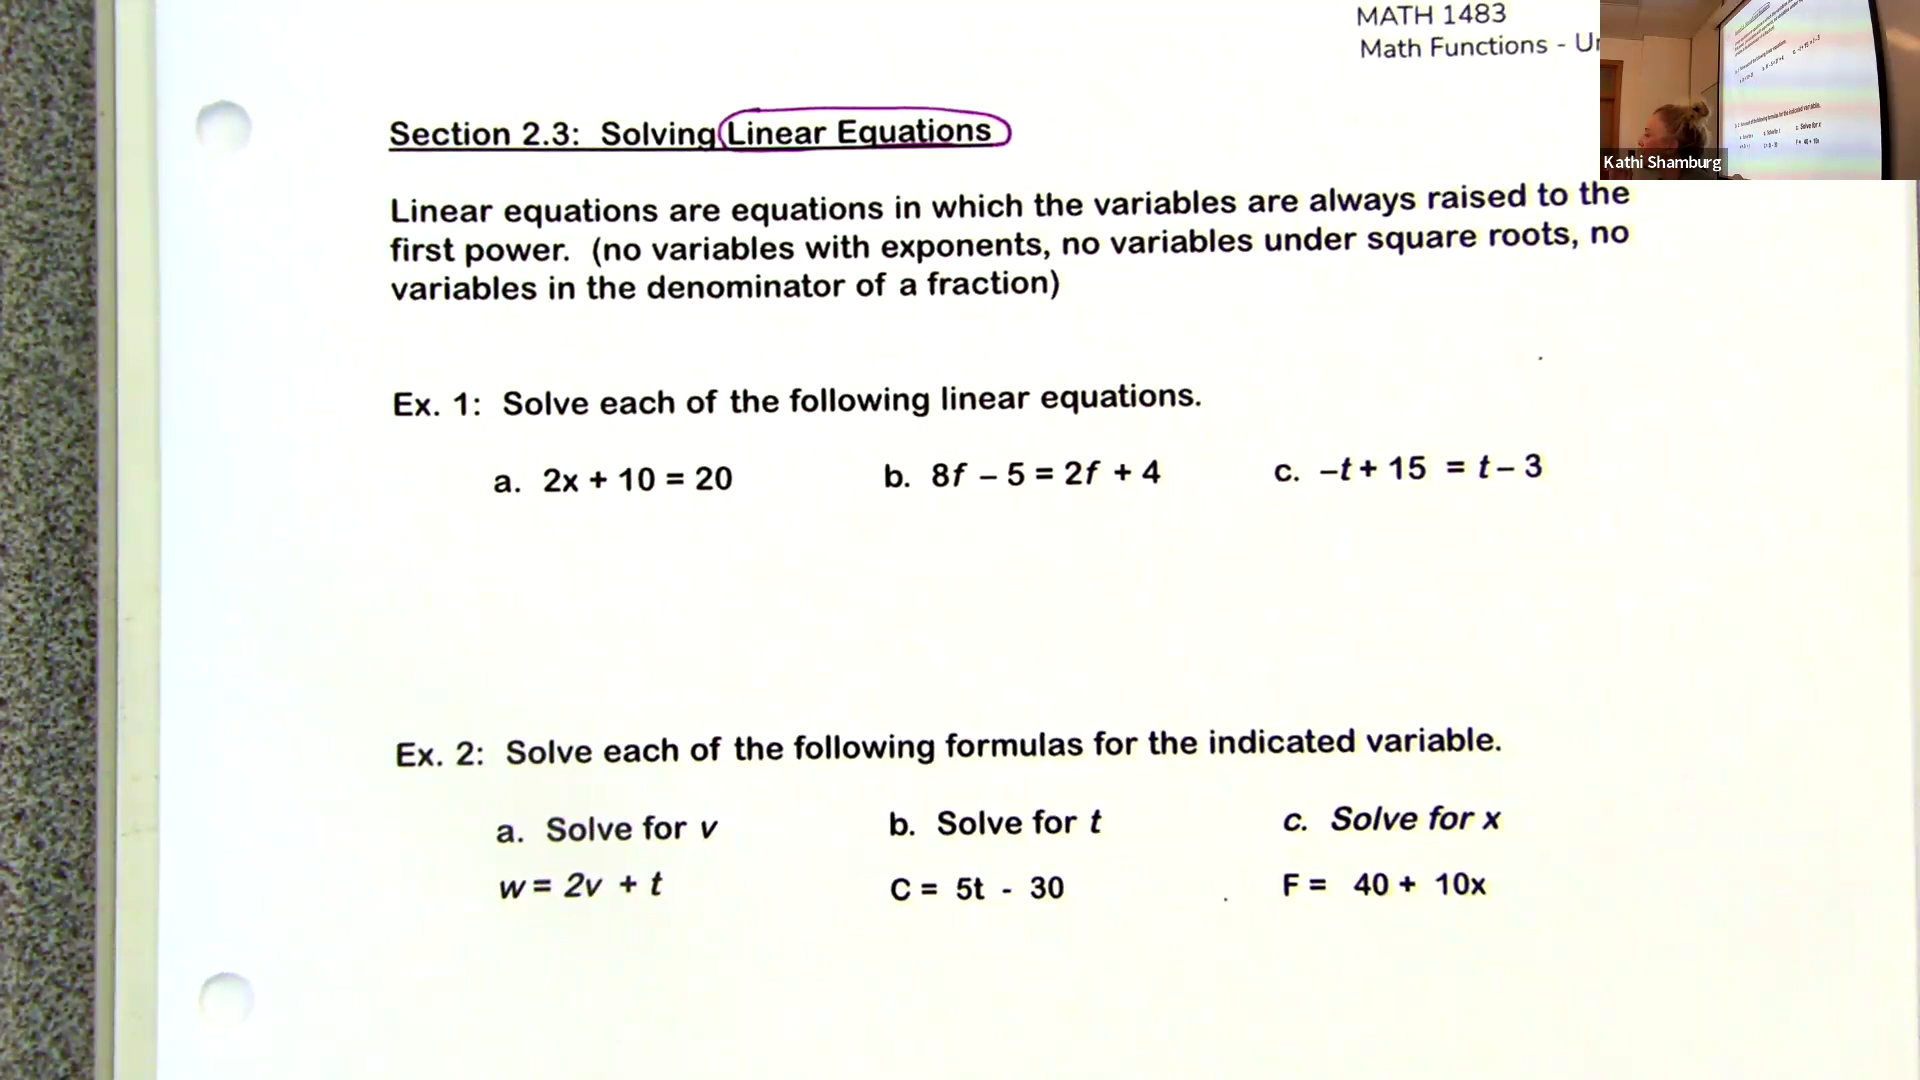 MATH 1483
Math Functions - Un
Kathi Shamburg
Section 2.3: Solving Linear Equations
Linear equations are equations in which the variables are always raised to the
first power. (no variables with exponents, no variables under square roots, no
variables in the denominator of a fraction)
Ex. 1: Solve each of the following linear equations.
a. 2x + 10 = 20 b. 8f – 5 = 2f + 4 c. –t + 15 = t – 3
Ex. 2: Solve each of the following formulas for the indicated variable.
a. Solve for v b. Solve for t c. Solve for x
w = 2v + t C = 5t - 30 F = 40 + 10x